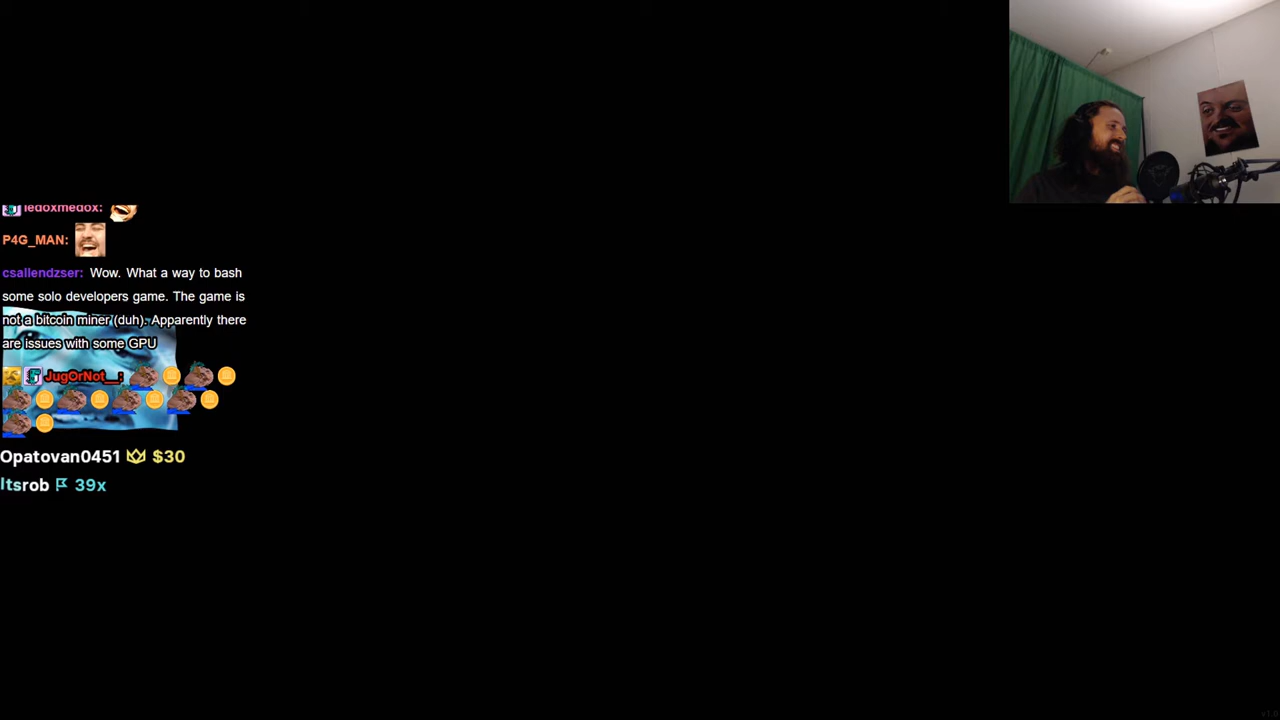 iedoxmedox:
P4G_MAN:
csallendzser: Wow. What a way to bash
some solo developers game. The game is
not a bitcoin miner (duh). Apparently there
are issues with some GPU
JugOrNot__:
Opatovan0451 $30
Itsrob 39x